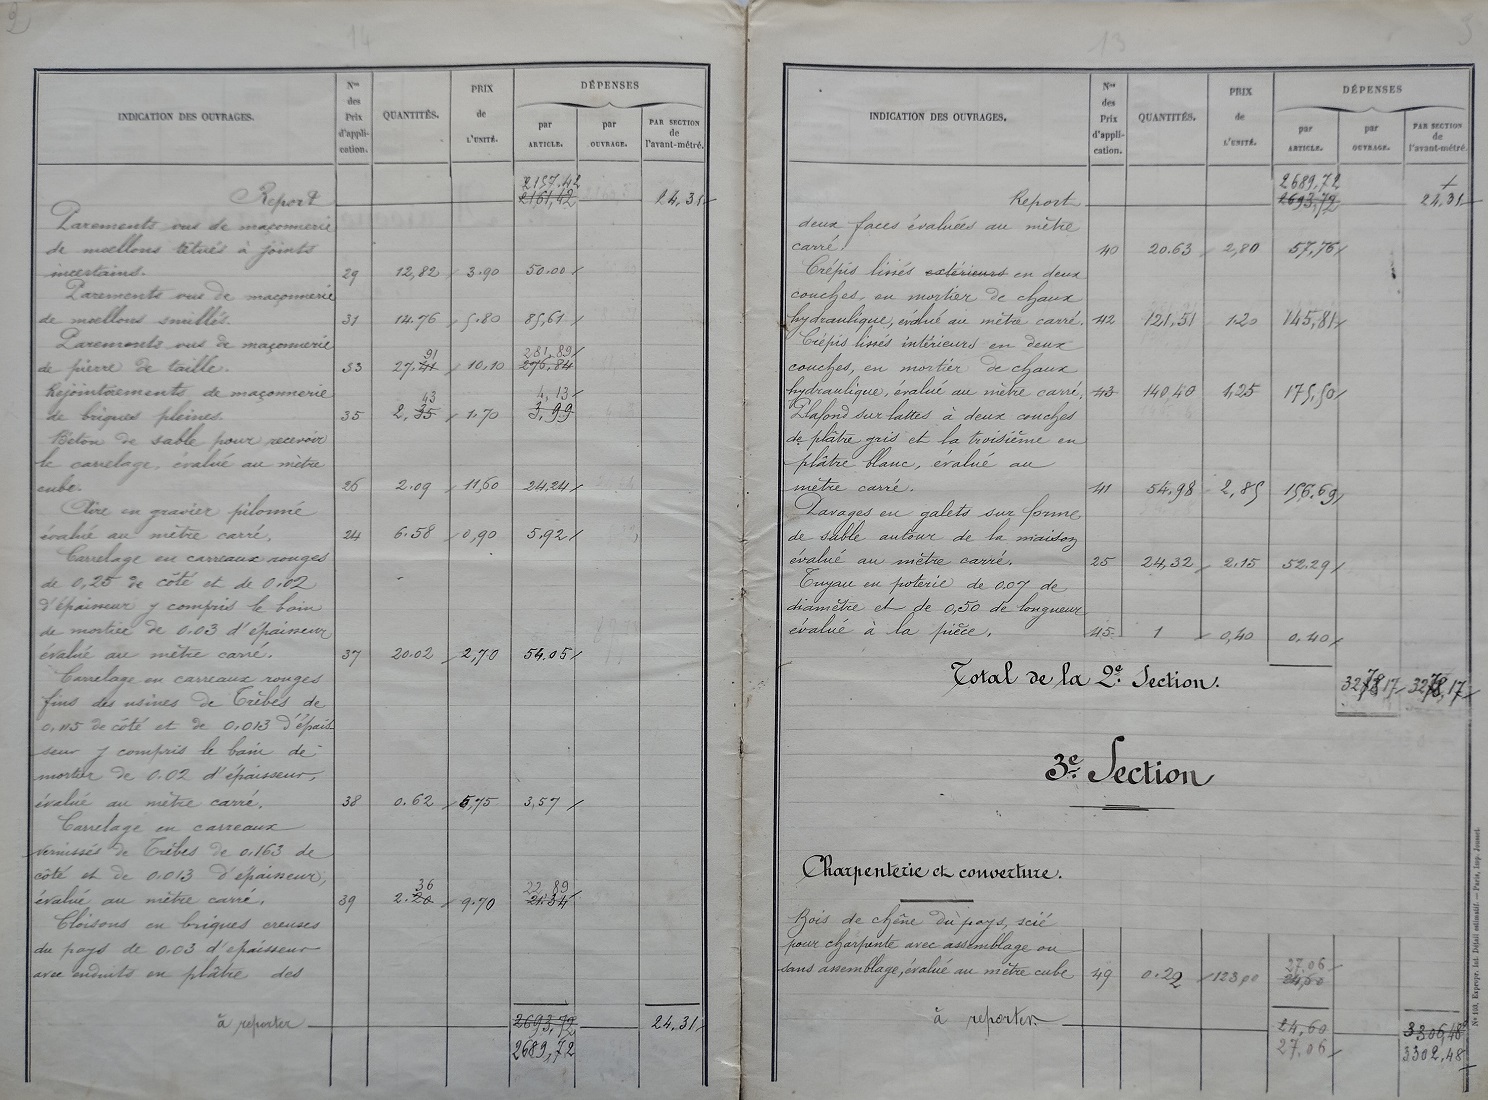 2
14
INDICATION DES OUVRAGES.
Nos des Prix d'application.
QUANTITÉS.
PRIX de L'UNITÉ.
DÉPENSES
par ARTICLE.
par OUVRAGE.
PAR SECTION de l'avant-métré.
2157.42
Report 2161,42 24,31
Parements vus de maçonnerie
de moellons têtués à joints
incertains. 29 12,82 3.90 50.00
Parements vus de maçonnerie
de moellons smillés. 31 14.76 5.80 85,61
Parements vus de maçonnerie 91 281,89
de pierre de taille. 33 27.41 10,10 276,84
Rejointoiements de maçonnerie 43 4,13
de briques pleines. 35 2.35 1.70 3,99
Béton de sable pour recevoir
le carrelage, évalué au mètre
cube. 26 2.09 11,60 24,24
Aire en gravier pilonné
évalué au mètre carré. 24 6.58 0,90 5.92
Carrelage en carreaux rouges
de 0,25 de côté et de 0.02
d'épaisseur y compris le bain
de mortier de 0.03 d'épaisseur
évalué au mètre carré. 37 20.02 2,70 54.05
Carrelage en carreaux rouges
fins des usines de Trèbes de
0,115 de côté et de 0.013 d'épais
seur y compris le bain de
mortier de 0.02 d'épaisseur,
évalué au mètre carré. 38 0.62 5,75 3,57
Carrelage en carreaux
vernissés de Trèbes de 0.163 de
côté et de 0.013 d'épaisseur, 36 22.89
évalué au mètre carré. 39 2.20 9.70 21.34
Cloisons en briques creuses
du pays de 0.03 d'épaisseur
avec enduits en plâtre des
à reporter 2693,72 24.31
2689,72
13
INDICATION DES OUVRAGES.
Nos des Prix d'application.
QUANTITÉS.
PRIX de L'UNITÉ.
DÉPENSES
par ARTICLE.
par OUVRAGE.
PAR SECTION de l'avant-métré.
2689,72
Report 2693,72 24.31
deux faces évaluées au mètre
carré. 40 20.63 2,80 57,76
Crépis lissés extérieurs en deux
couches, en mortier de chaux
hydraulique, évalué au mètre carré. 42 121,51 1.20 145,81
Crépis lissés intérieurs en deux
couches, en mortier de chaux
hydraulique, évalué au mètre carré, 43 140.40 1,25 175,50
Plafond sur lattes à deux couches
de plâtre gris et la troisième en
plâtre blanc, évalué au
mètre carré. 41 54,98 2,85 156.69
Pavages en galets sur forme
de sable autour de la maison
évalué au mètre carré. 25 24,32 2.15 52.29
Tuyau en poterie de 0.07 de
diamètre et de 0,50 de longueur
évalué à la pièce. 45 1 0,40 0.40
Total de la 2e. Section. 3278,17 3278,17
3e. Section
Charpenterie et couverture.
Bois de chêne du pays, scié
pour charpente avec assemblage ou 27.06
sans assemblage, évalué au mètre cube 49 0.22 123,00 24,60
à reporter. 24,60 3306,48
27.06 3302,48
No 103. Expropr. Int. Détail estimatif. — Paris, Imp. Jousset.